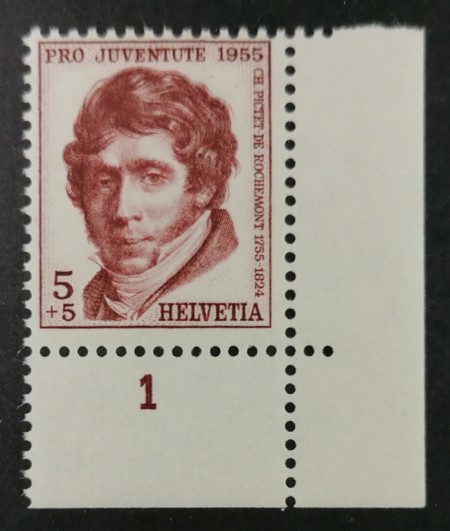 PRO JUVENTUTE 1955
CH. PICTET-DE ROCHEMONT 1755-1824
5
+5 HELVETIA
1